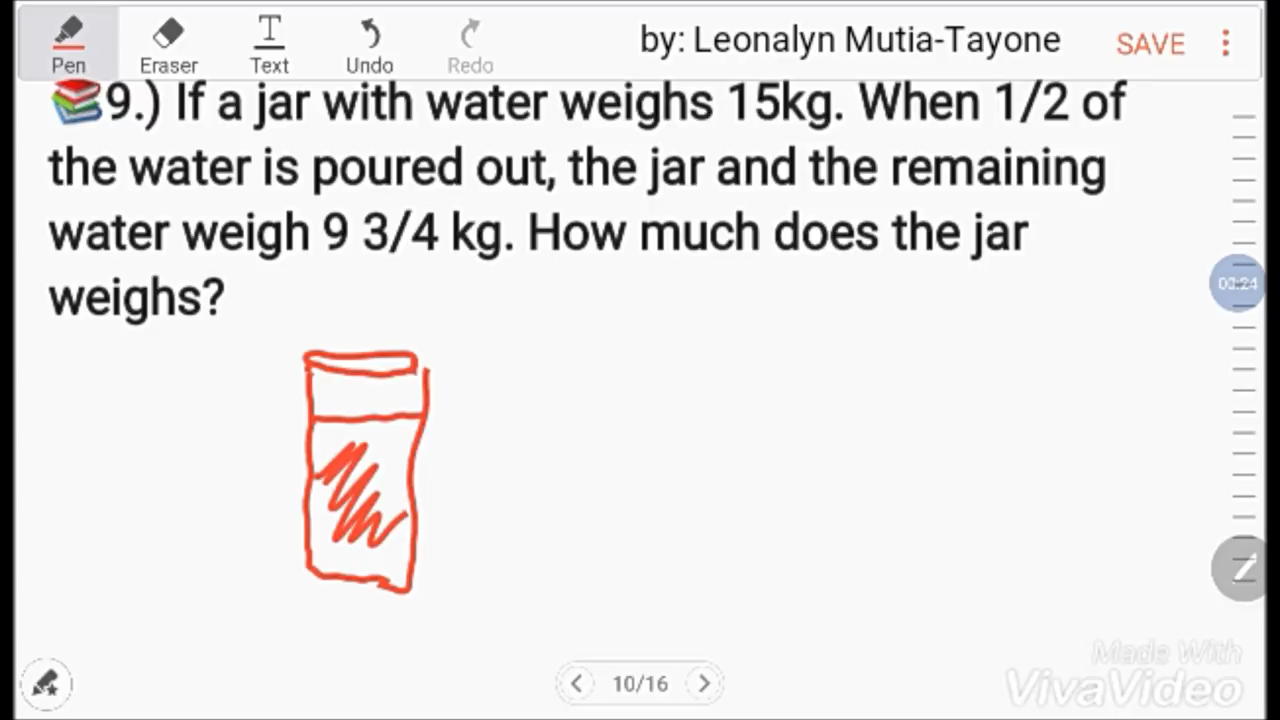 Pen Eraser Text Undo Redo by: Leonalyn Mutia-Tayone SAVE
9.) If a jar with water weighs 15kg. When 1/2 of
the water is poured out, the jar and the remaining
water weigh 9 3/4 kg. How much does the jar
weighs?
00:24
10/16
Made With
VivaVideo